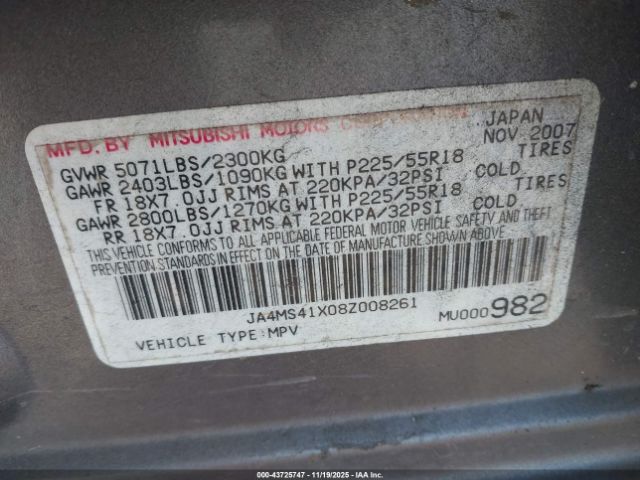 MFD. BY MITSUBISHI MOTORS CORPORATION JAPAN
NOV. 2007
GVWR 5071LBS/2300KG
GAWR 2403LBS/1090KG WITH P225/55R18 TIRES
FR 18X7.0JJ RIMS AT 220KPA/32PSI COLD
GAWR 2800LBS/1270KG WITH P225/55R18 TIRES
RR 18X7.0JJ RIMS AT 220KPA/32PSI COLD
THIS VEHICLE CONFORMS TO ALL APPLICABLE FEDERAL MOTOR VEHICLE SAFETY AND THEFT
PREVENTION STANDARDS IN EFFECT ON THE DATE OF MANUFACTURE SHOWN ABOVE.
JA4MS41X08Z008261
VEHICLE TYPE:MPV MU000982
000-43725747 - 11/19/2025 - IAAI.COM